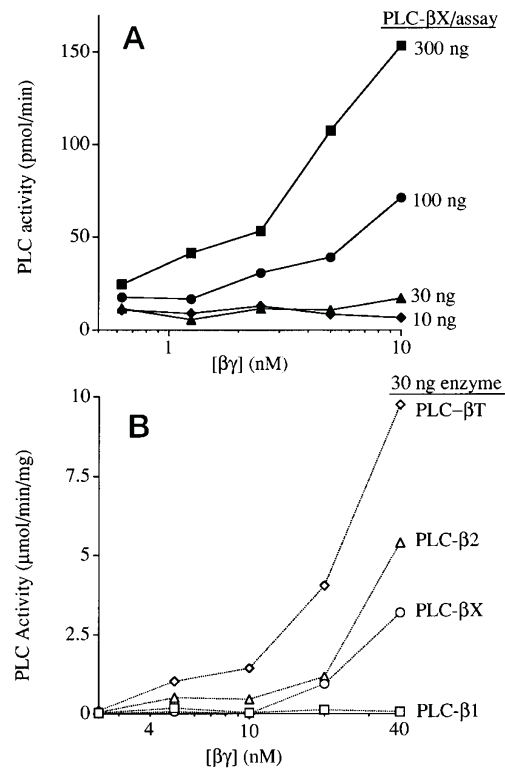 A
PLC-βX/assay
300 ng
100 ng
30 ng
10 ng
PLC activity (pmol/min)
150
100
50
0
1
10
[βγ] (nM)
B
30 ng enzyme
PLC–βT
PLC-β2
PLC-βX
PLC-β1
PLC Activity (μmol/min/mg)
10
7.5
5
2.5
0
4
10
40
[βγ] (nM)